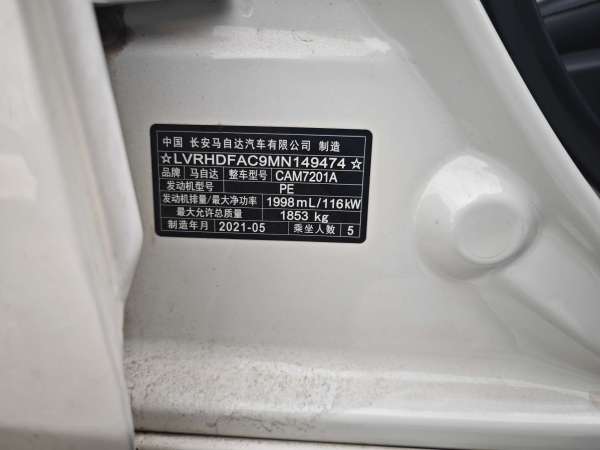 中国 长安马自达汽车有限公司 制造
☆LVRHDFAC9MN149474☆
品牌 马自达 整车型号 CAM7201A
发动机型号 PE
发动机排量/最大净功率 1998mL/116kW
最大允许总质量 1853 kg
制造年月 2021-05 乘坐人数 5